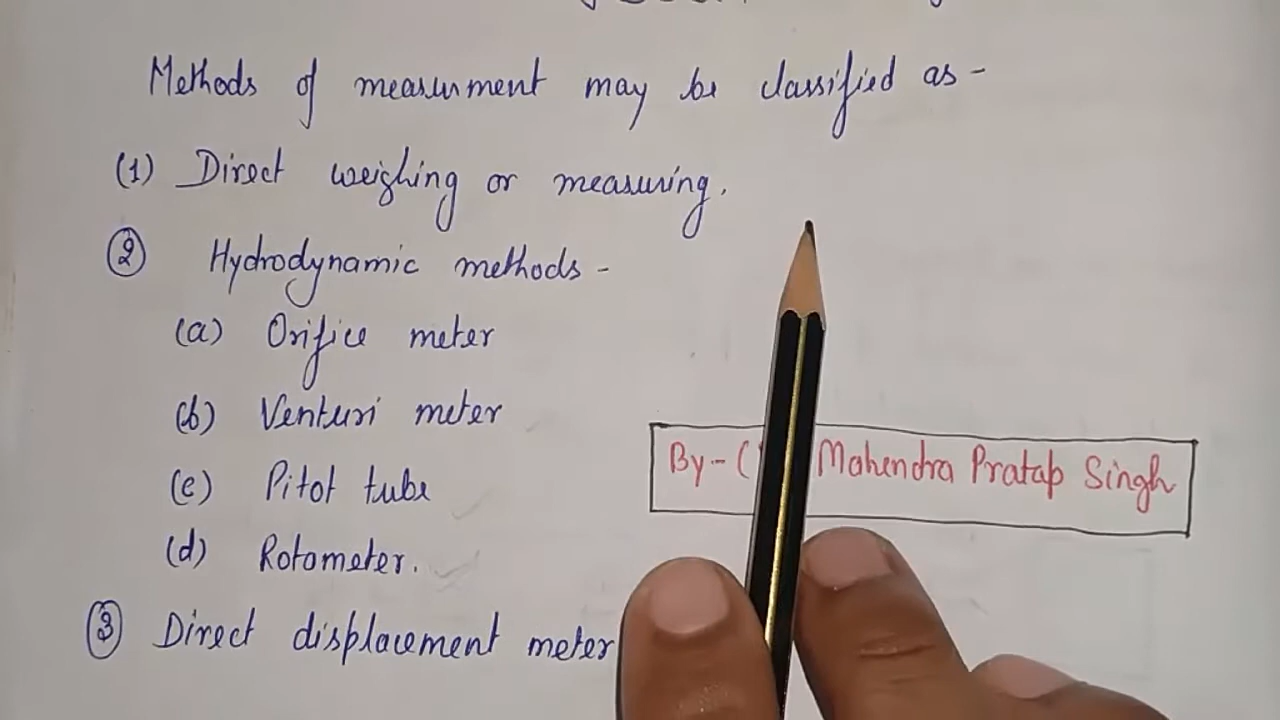 Methods of measurment may be classified as -
(1) Direct weighing or measuring.
② Hydrodynamic methods -
(a) Orifice meter
(b) Venturi meter
(c) Pitot tube
(d) Rotometer.
By - ( Mahendra Pratap Singh
③ Direct displacement meter